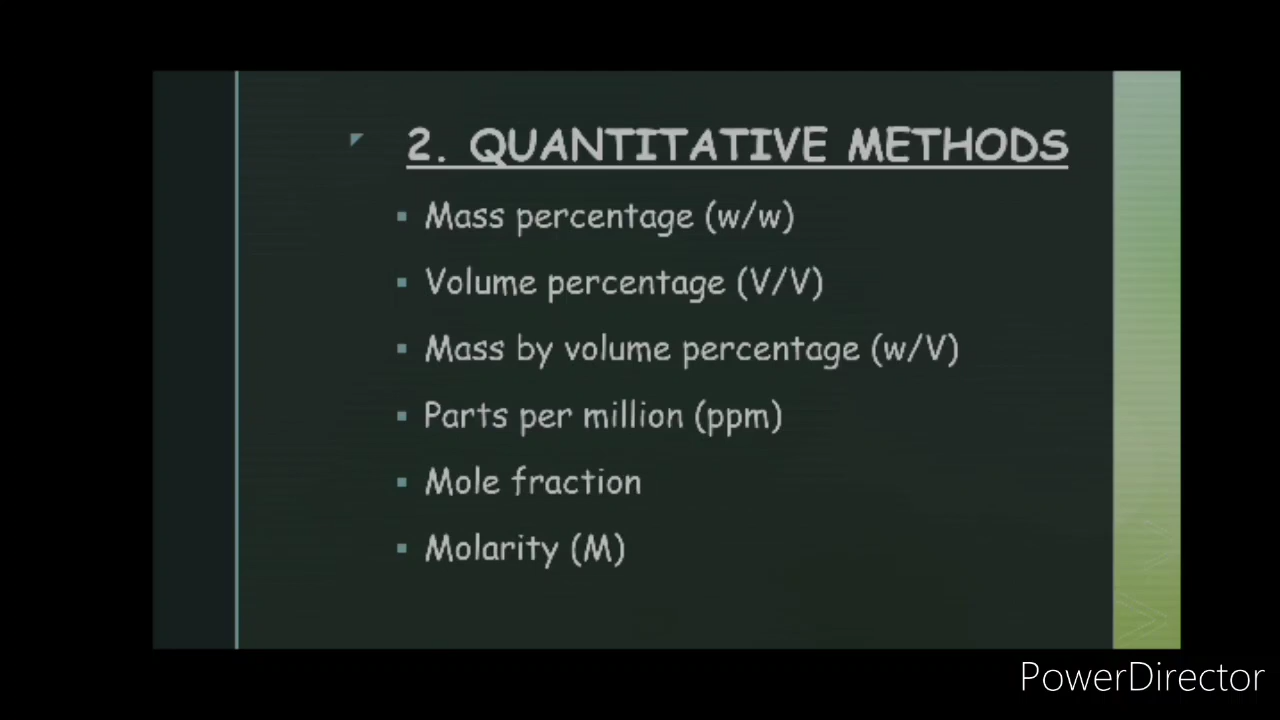 2. QUANTITATIVE METHODS
Mass percentage (w/w)
Volume percentage (V/V)
Mass by volume percentage (w/V)
Parts per million (ppm)
Mole fraction
Molarity (M)
PowerDirector